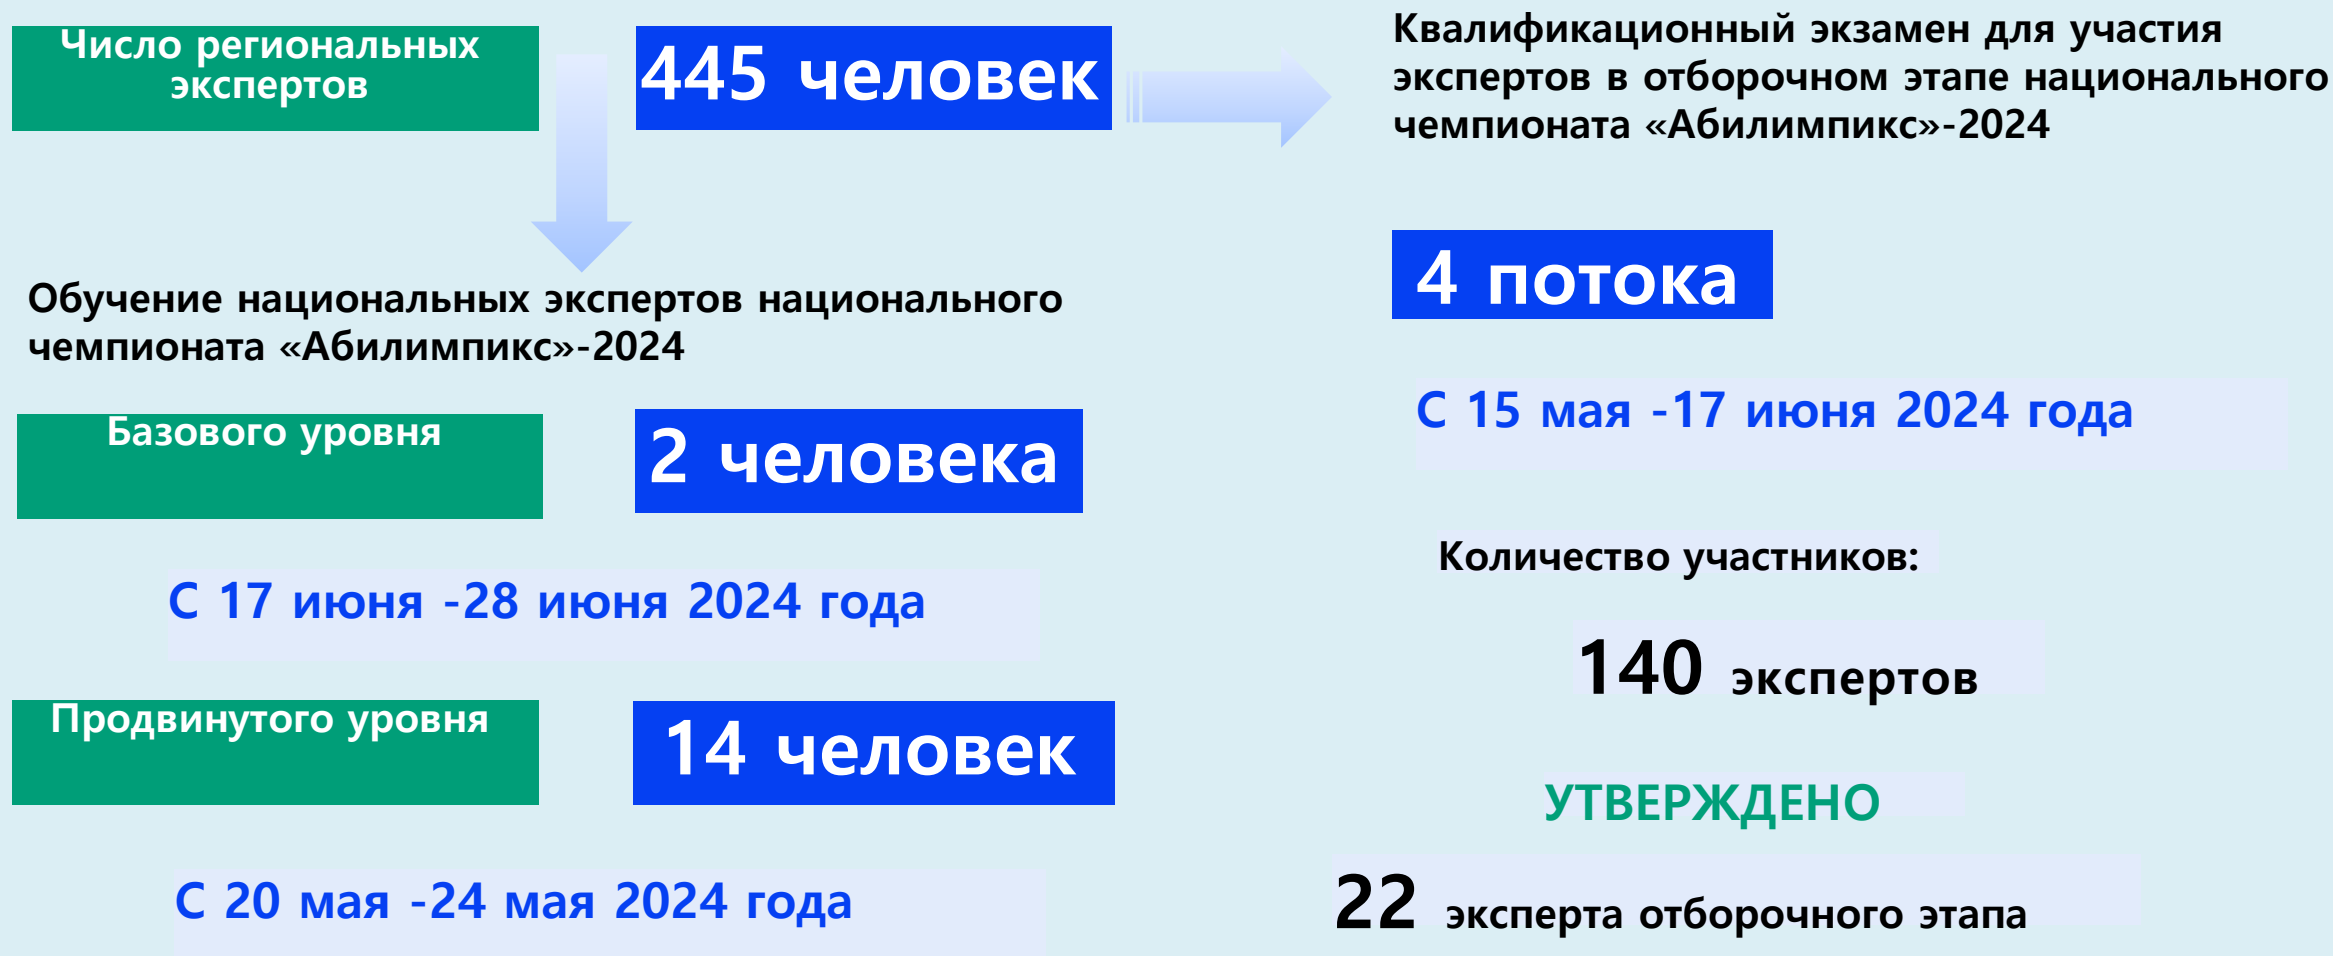 Число региональных
экспертов
445 человек
Обучение национальных экспертов национального
чемпионата «Абилимпикс»-2024
Базового уровня
2 человека
С 17 июня -28 июня 2024 года
Продвинутого уровня
14 человек
С 20 мая -24 мая 2024 года
Квалификационный экзамен для участия
экспертов в отборочном этапе национального
чемпионата «Абилимпикс»-2024
4 потока
С 15 мая -17 июня 2024 года
Количество участников:
140 экспертов
УТВЕРЖДЕНО
22 эксперта отборочного этапа